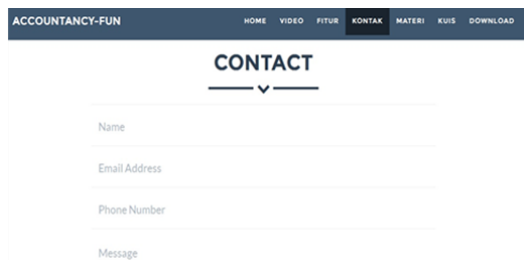 ACCOUNTANCY-FUN HOME VIDEO FITUR KONTAK MATERI KUIS DOWNLOAD
CONTACT
Name
Email Address
Phone Number
Message